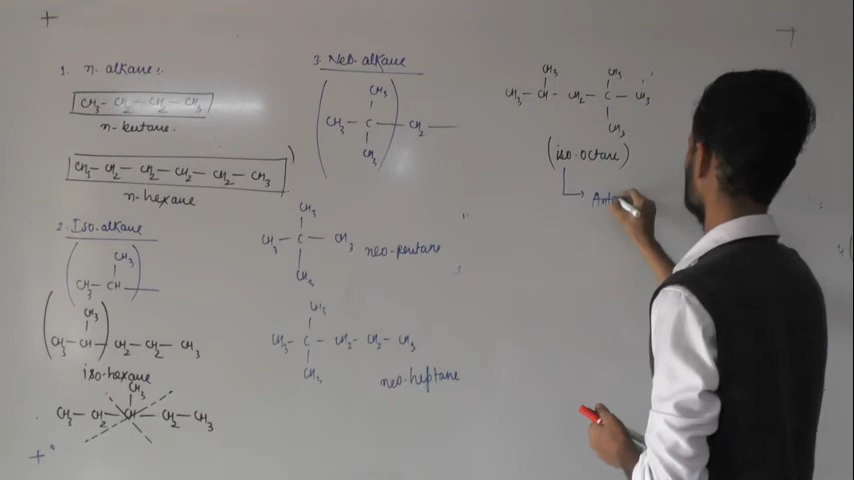 1. n-alkane:
CH3-CH2-CH2-CH3
n-butane.
CH3-CH2-CH2-CH2-CH2-CH3
n-hexane
2. Iso-alkane
CH3
CH3-CH
CH3
CH3-CH-CH2-CH2-CH3
iso-hexane
CH3
CH3-CH2-CH-CH2-CH3
3. Neo-alkane
CH3
CH3-C-CH2
CH3
CH3
CH3-C-CH3
CH3
neo-pentane
CH3
CH3-C-CH2-CH2-CH3
CH3
neo-heptane
CH3 CH3
CH3-CH-CH2-C-CH3
CH3
(iso-octane)
Ant